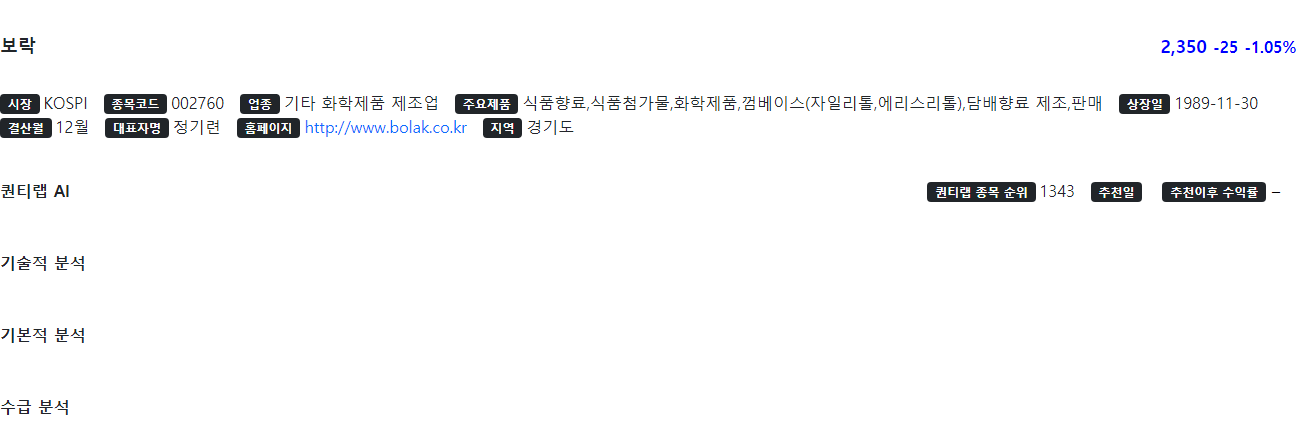 보락 2,350 -25 -1.05%
시장 KOSPI 종목코드 002760 업종 기타 화학제품 제조업 주요제품 식품향료,식품첨가물,화학제품,껌베이스(자일리톨,에리스리톨),담배향료 제조,판매 상장일 1989-11-30
결산월 12월 대표자명 정기련 홈페이지 http://www.bolak.co.kr 지역 경기도
퀀티랩 AI 퀀티랩 종목 순위 1343 추천일 추천이후 수익률 –
기술적 분석
기본적 분석
수급 분석